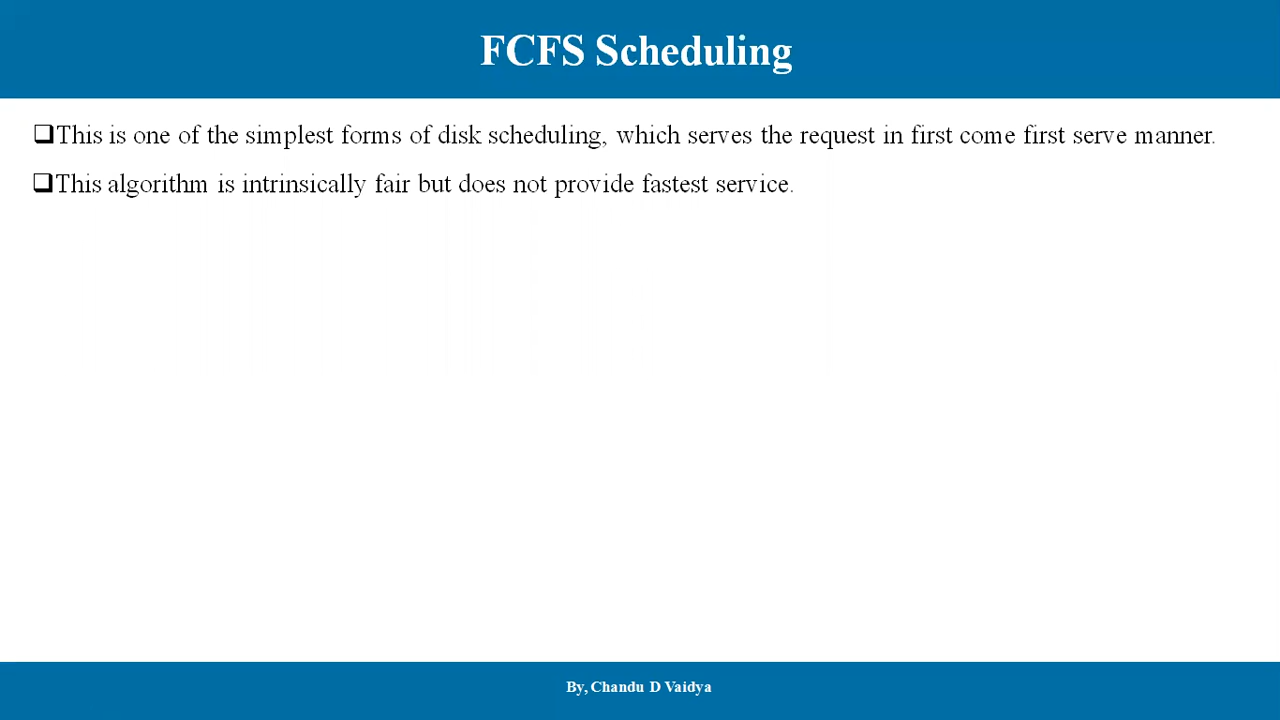 FCFS Scheduling
❑This is one of the simplest forms of disk scheduling, which serves the request in first come first serve manner.
❑This algorithm is intrinsically fair but does not provide fastest service.
By, Chandu D Vaidya